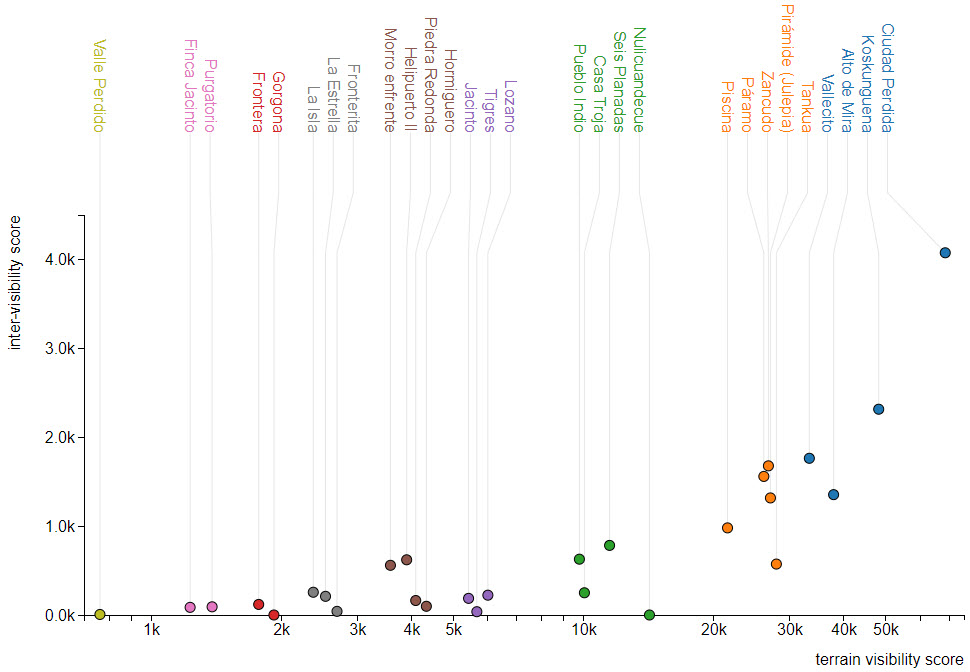 Valle Perdido
Finca Jacinto
Purgatorio
Frontera
Gorgona
La Isla
La Estrella
Fronterita
Morro enfrente
Helipuerto II
Piedra Redonda
Hormiguero
Jacinto
Tigres
Lozano
Pueblo Indio
Casa Troja
Seis Planadas
Nulicuandecue
Piscina
Páramo
Zancudo
Pirámide (Julepia)
Tankua
Vallecito
Alto de Mira
Koskunguena
Ciudad Perdida
inter-visibility score
4.0k
3.0k
2.0k
1.0k
0.0k
1k 2k 3k 4k 5k 10k 20k 30k 40k 50k
terrain visibility score